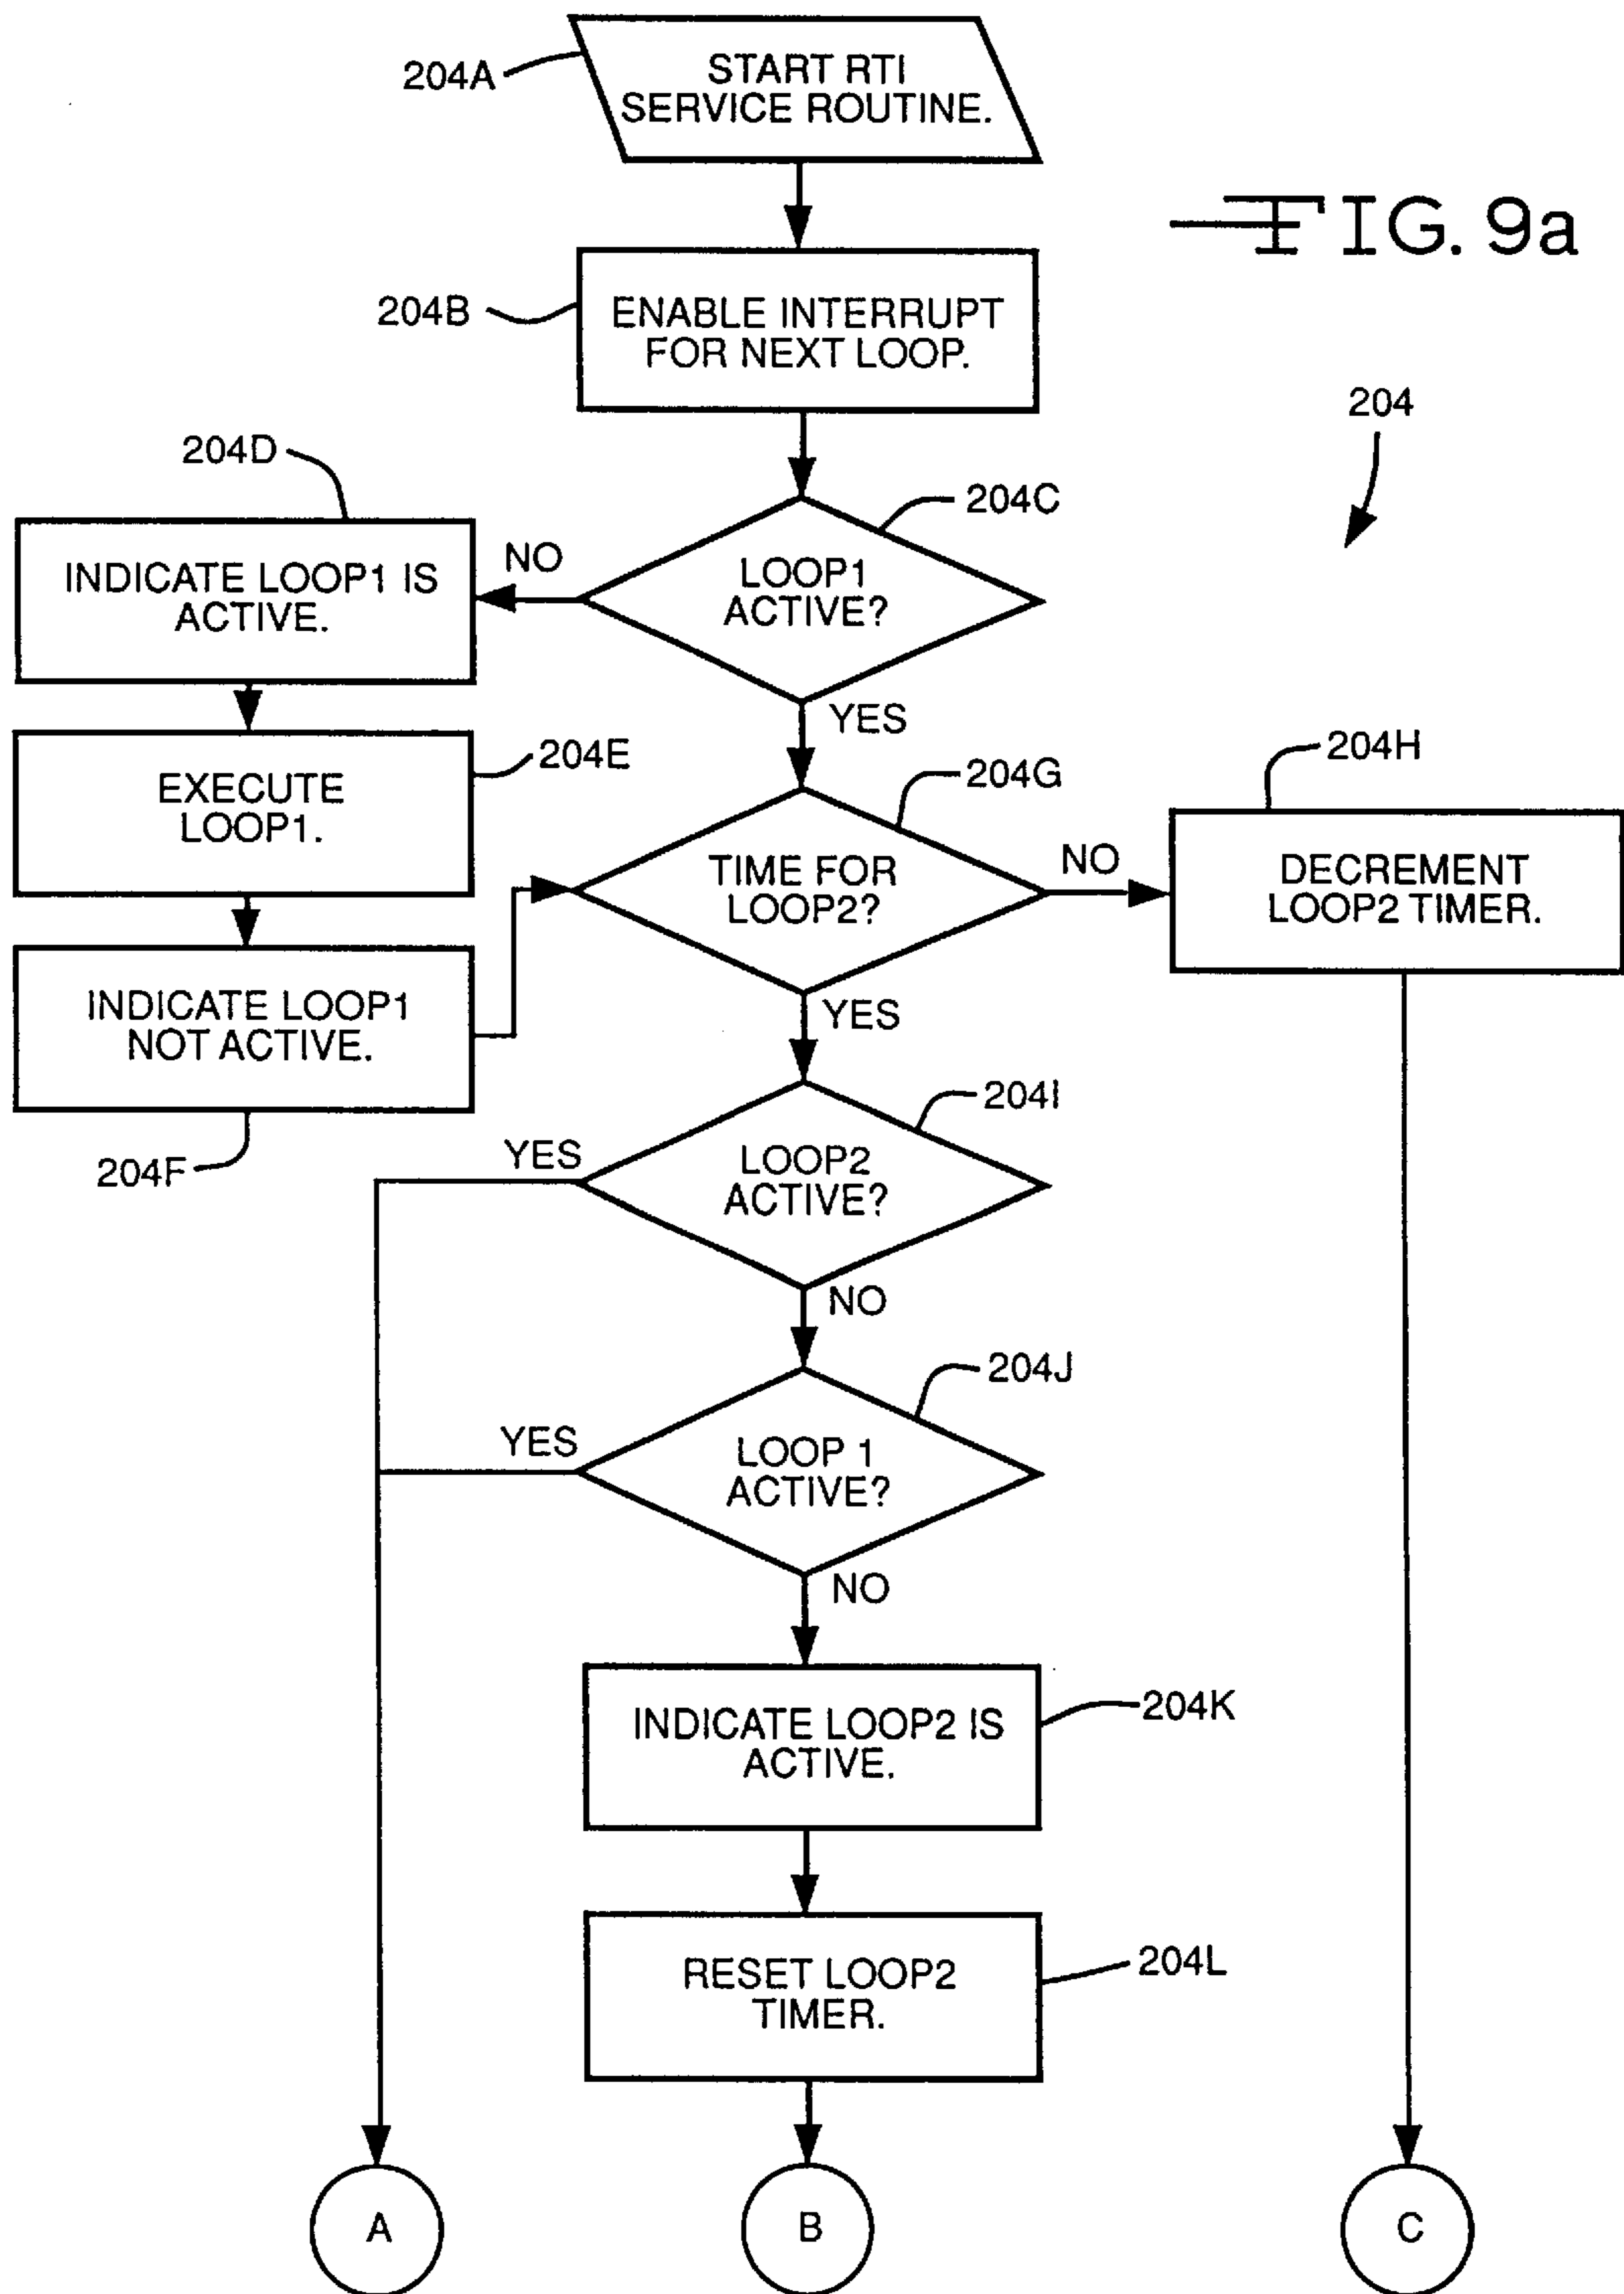 204A
START RTI
SERVICE ROUTINE.
FIG. 9a
204B
ENABLE INTERRUPT
FOR NEXT LOOP.
204
204D
204C
INDICATE LOOP1 IS
ACTIVE.
NO
LOOP1
ACTIVE?
YES
204E
EXECUTE
LOOP1.
204G
204H
TIME FOR
LOOP2?
NO
DECREMENT
LOOP2 TIMER.
INDICATE LOOP1
NOT ACTIVE.
YES
204F
204I
YES
LOOP2
ACTIVE?
NO
204J
YES
LOOP 1
ACTIVE?
NO
204K
INDICATE LOOP2 IS
ACTIVE.
204L
RESET LOOP2
TIMER.
A
B
C